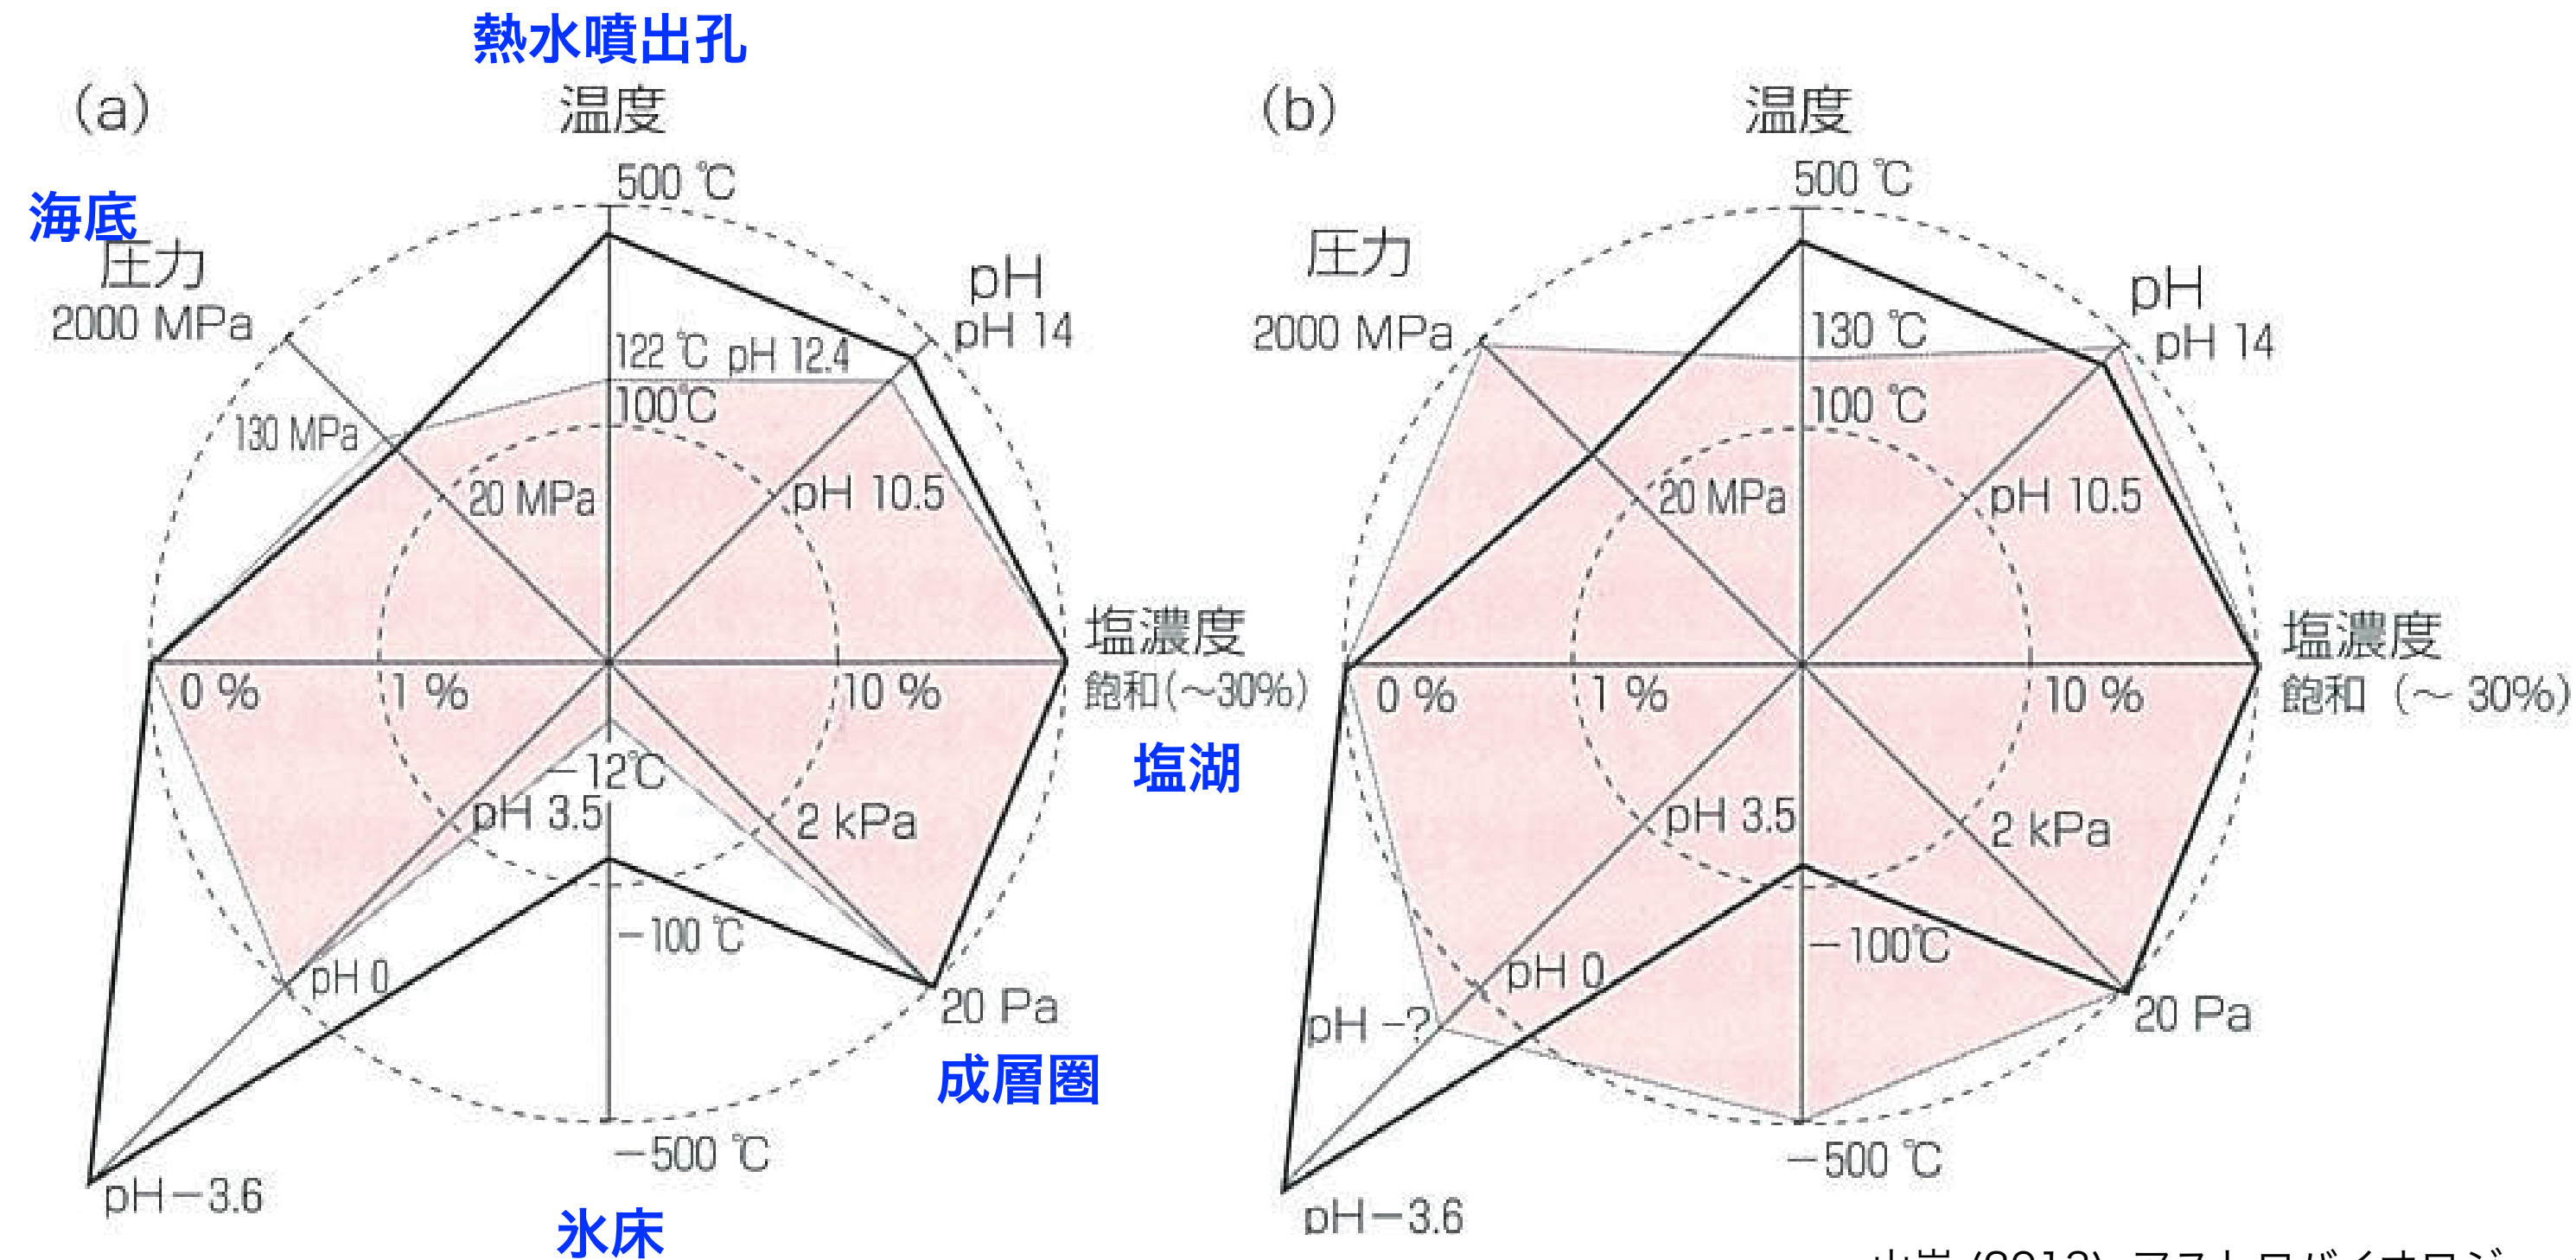 熱水噴出孔
(a)
温度
500 ℃
海底
圧力
2000 MPa
pH
pH 14
122 ℃
pH 12.4
100℃
130 MPa
20 MPa
pH 10.5
塩濃度
飽和(〜30%)
0 %
1 %
10 %
塩湖
−12℃
pH 3.5
2 kPa
−100 ℃
pH 0
20 Pa
成層圏
−500 ℃
pH−3.6
氷床
(b)
温度
500 ℃
圧力
2000 MPa
pH
pH 14
130 ℃
100 ℃
20 MPa
pH 10.5
塩濃度
飽和 (〜 30%)
0 %
1 %
10 %
pH 3.5
2 kPa
−100℃
pH 0
pH −?
20 Pa
−500 ℃
pH−3.6